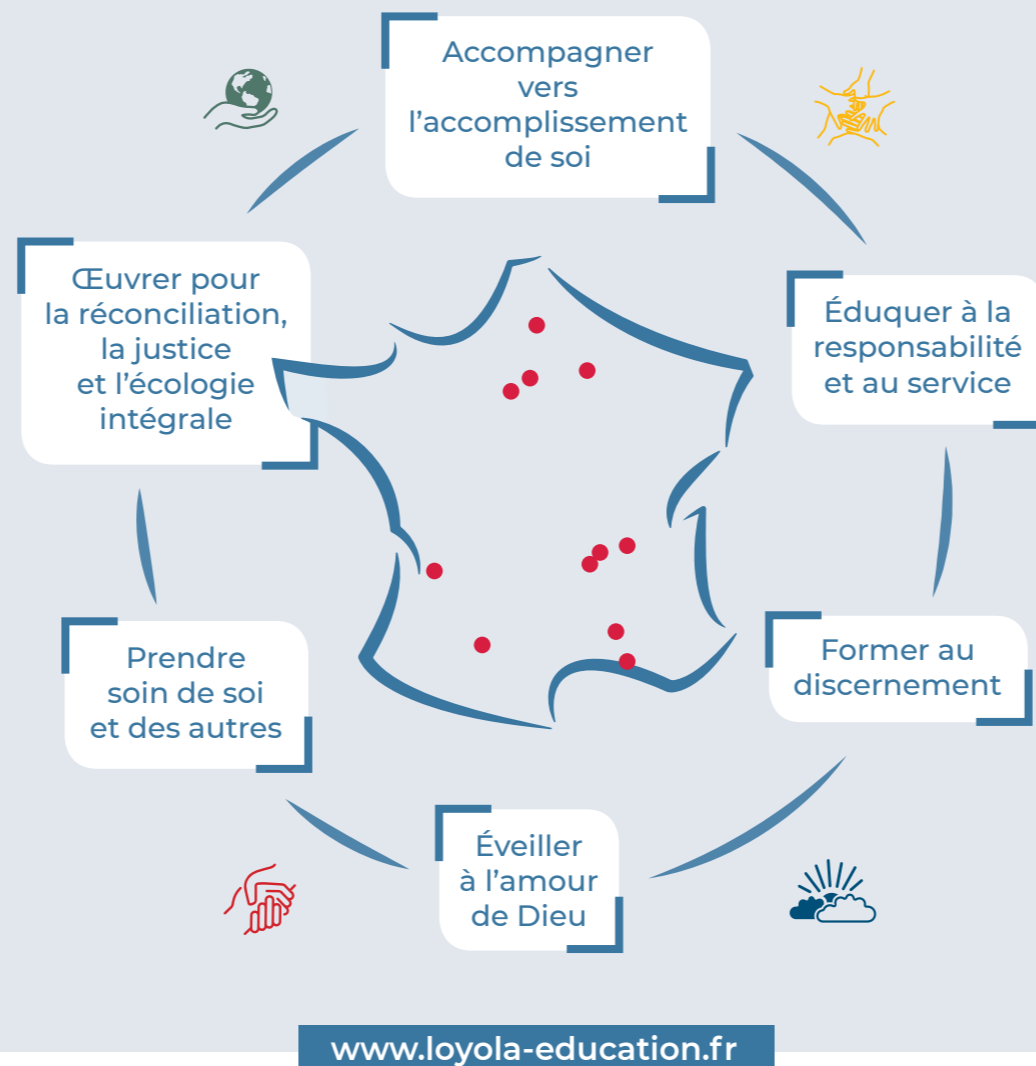 Accompagner
vers
l’accomplissement
de soi
Œuvrer pour
la réconciliation,
la justice
et l’écologie
intégrale
Éduquer à la
responsabilité
et au service
Prendre
soin de soi
et des autres
Former au
discernement
Éveiller
à l’amour
de Dieu
www.loyola-education.fr